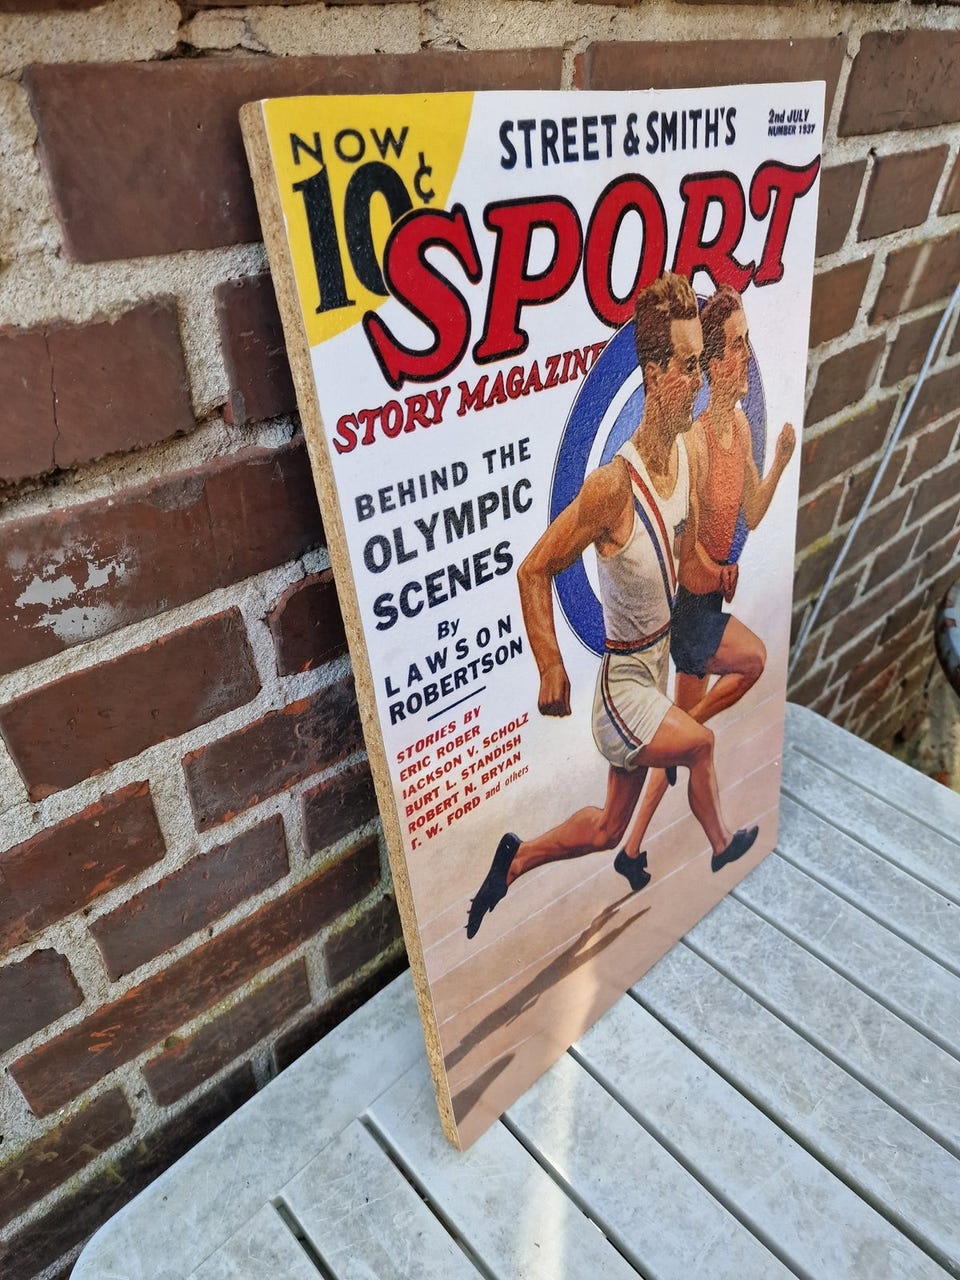 NOW
10¢
STREET & SMITH'S
2nd JULY
NUMBER 1937
SPORT
STORY MAGAZINE
BEHIND THE
OLYMPIC
SCENES
By
LAWSON
ROBERTSON
STORIES BY
ERIC ROBER
JACKSON V. SCHOLZ
BURT L. STANDISH
ROBERT N. BRYAN
T. W. FORD and others